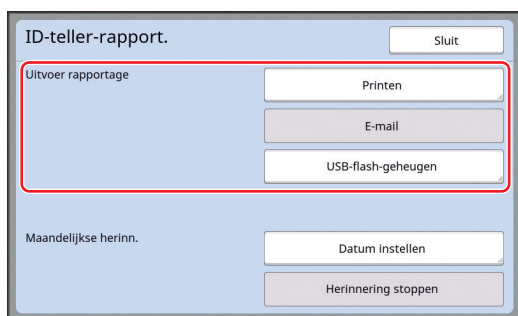 ID-teller-rapport.
Sluit
Uitvoer rapportage
Printen
E-mail
USB-flash-geheugen
Maandelijkse herinn.
Datum instellen
Herinnering stoppen